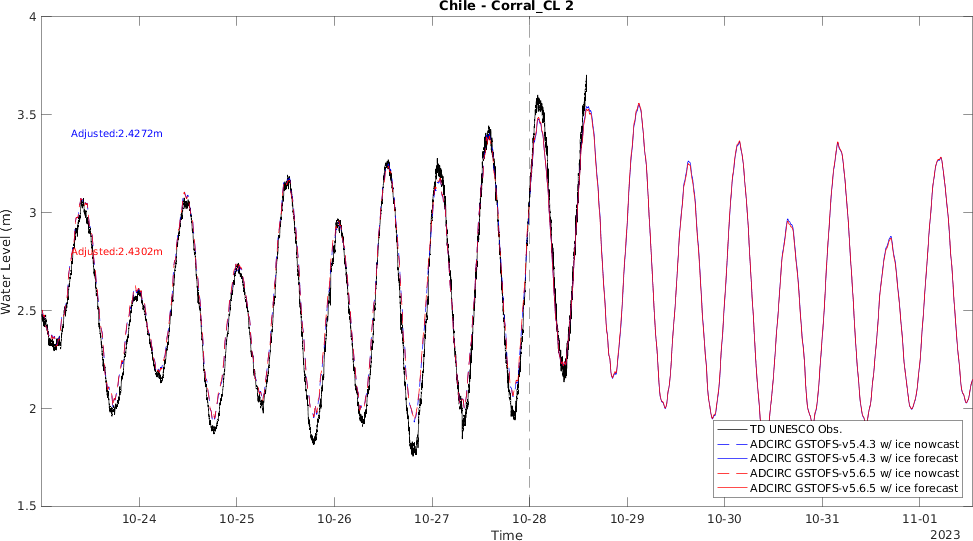 Chile - Corral_CL 2
4
3.5
3
2.5
2
1.5
Water Level (m)
Adjusted:2.4272m
Adjusted:2.4302m
TD UNESCO Obs.
ADCIRC GSTOFS-v5.4.3 w/ ice nowcast
ADCIRC GSTOFS-v5.4.3 w/ ice forecast
ADCIRC GSTOFS-v5.6.5 w/ ice nowcast
ADCIRC GSTOFS-v5.6.5 w/ ice forecast
10-24 10-25 10-26 10-27 10-28 10-29 10-30 10-31 11-01
Time
2023